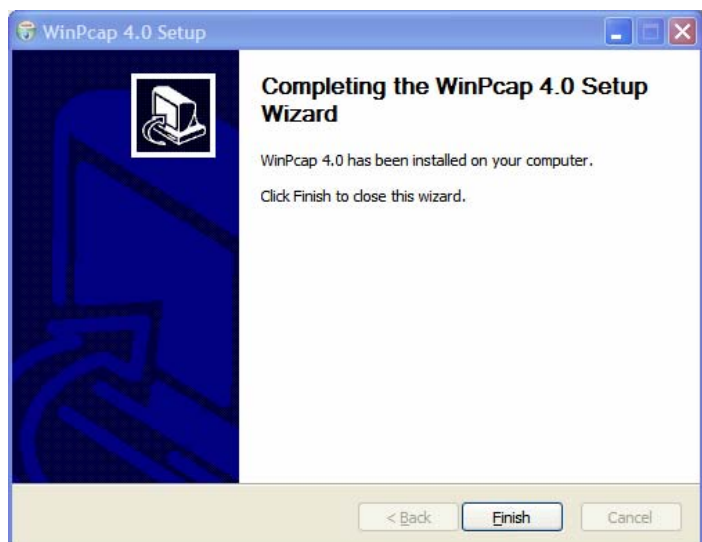 WinPcap 4.0 Setup
Completing the WinPcap 4.0 Setup
Wizard
WinPcap 4.0 has been installed on your computer.
Click Finish to close this wizard.
< Back
Finish
Cancel